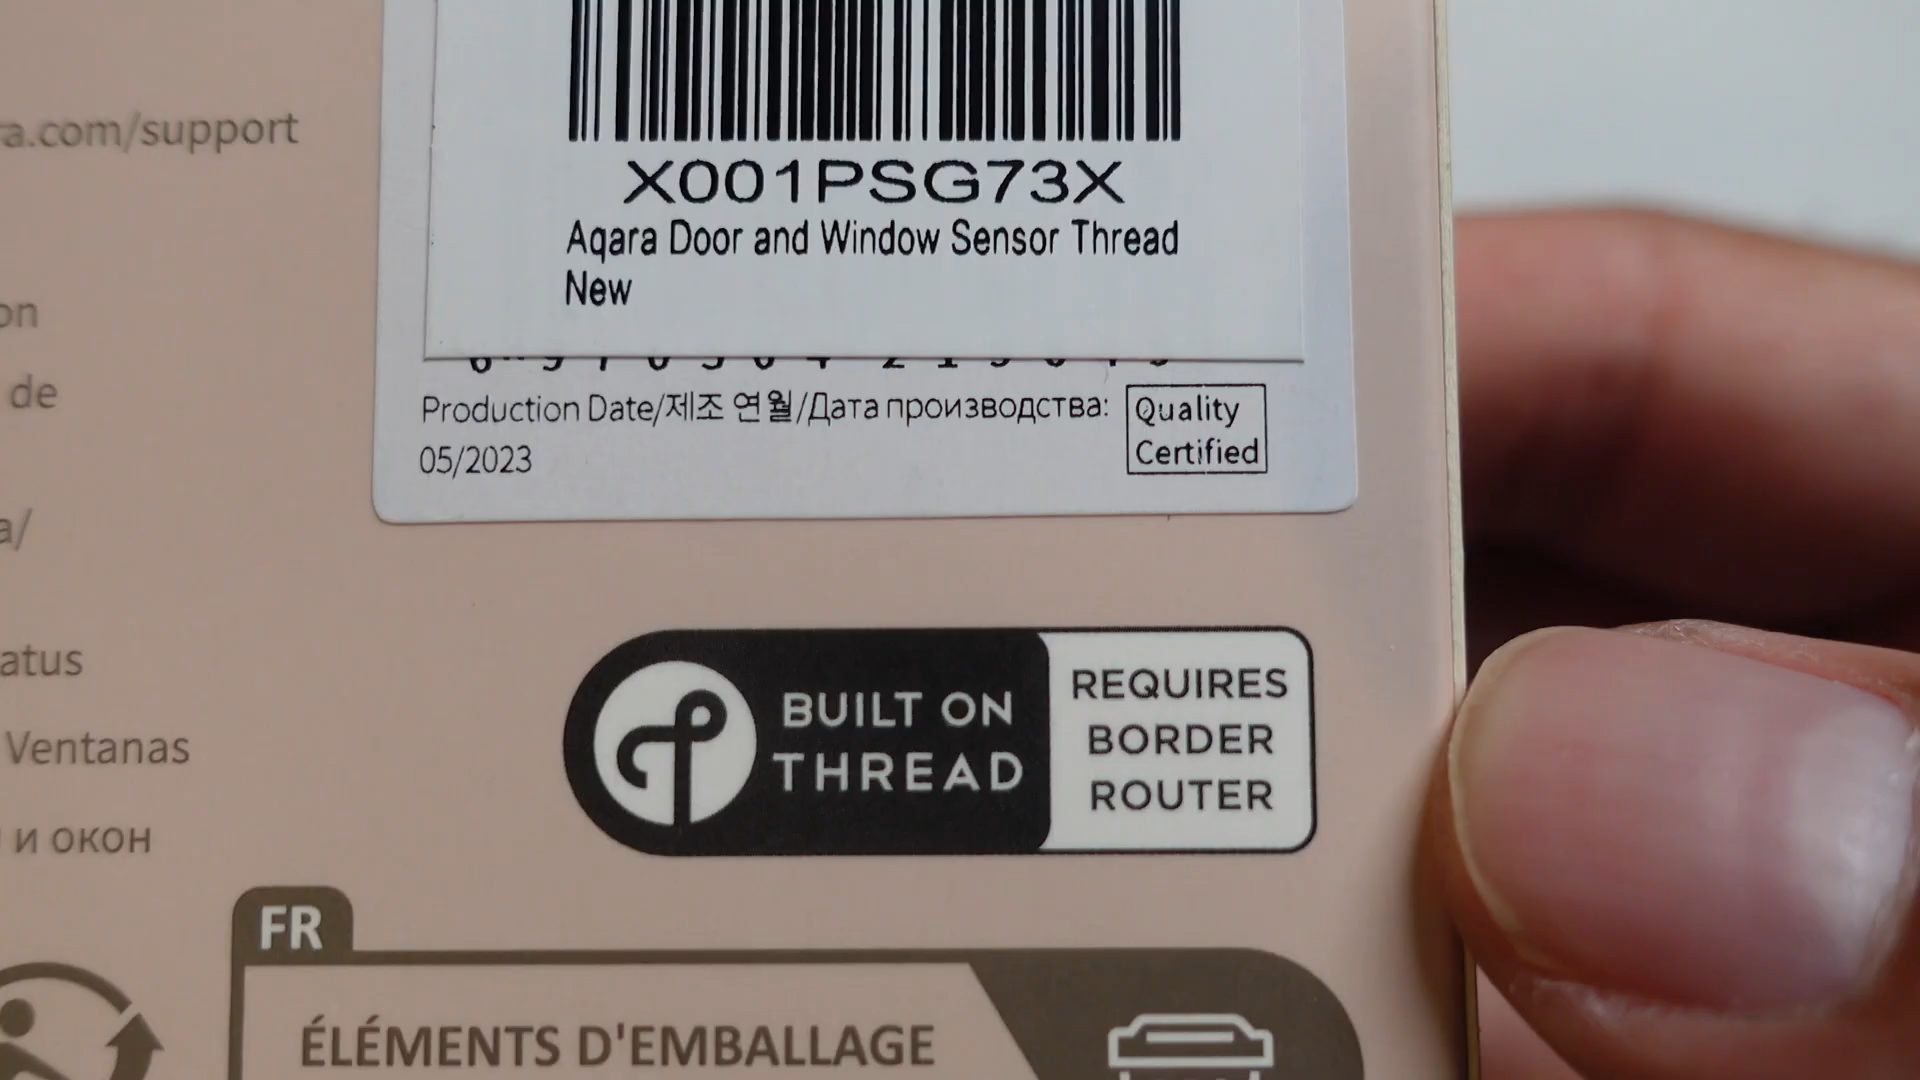 a.com/support
on
de
a/
atus
Ventanas
и окон
X001PSG73X
Aqara Door and Window Sensor Thread
New
Production Date/제조 연월/Дата производства:
05/2023
Quality
Certified
BUILT ON
THREAD
REQUIRES
BORDER
ROUTER
FR
ÉLÉMENTS D'EMBALLAGE